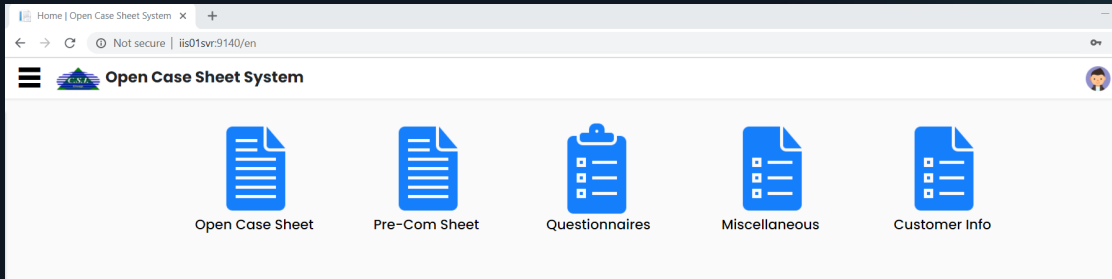 Home | Open Case Sheet System
Not secure | iis01svr:9140/en
C.S.I.
Open Case Sheet System
Open Case Sheet
Pre-Com Sheet
Questionnaires
Miscellaneous
Customer Info